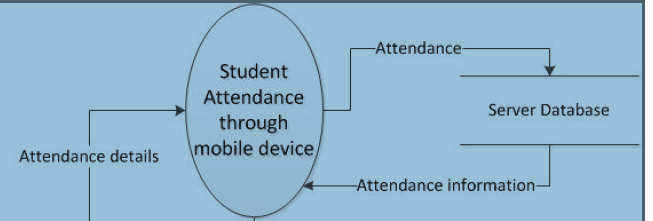 Attendance
Student
Attendance
through
mobile device
Server Database
Attendance details
Attendance information